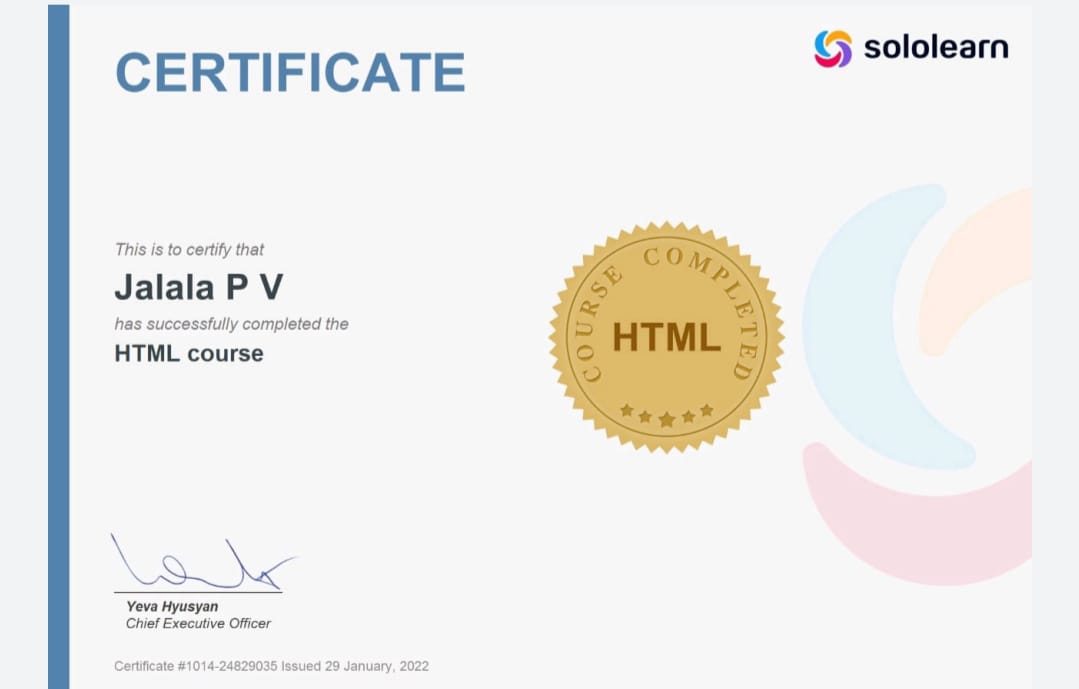 CERTIFICATE
sololearn
This is to certify that
Jalala P V
has successfully completed the
HTML course
COURSE COMPLETED
HTML
Yeva Hyusyan
Chief Executive Officer
Certificate #1014-24829035 Issued 29 January, 2022